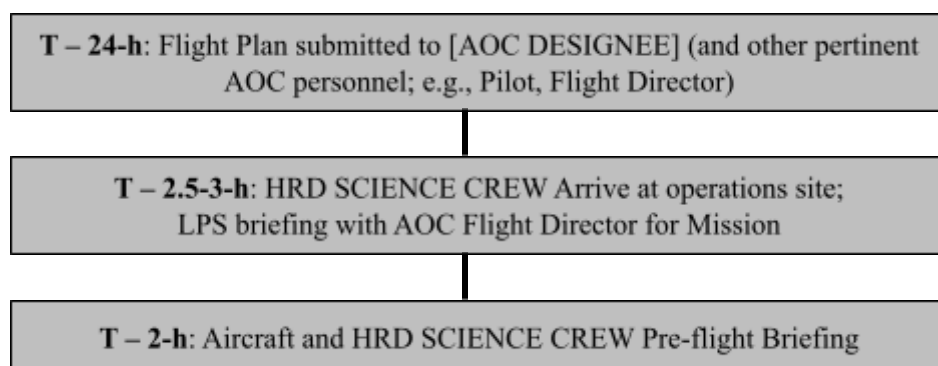 T – 24-h: Flight Plan submitted to [AOC DESIGNEE] (and other pertinent
AOC personnel; e.g., Pilot, Flight Director)
T – 2.5-3-h: HRD SCIENCE CREW Arrive at operations site;
LPS briefing with AOC Flight Director for Mission
T – 2-h: Aircraft and HRD SCIENCE CREW Pre-flight Briefing